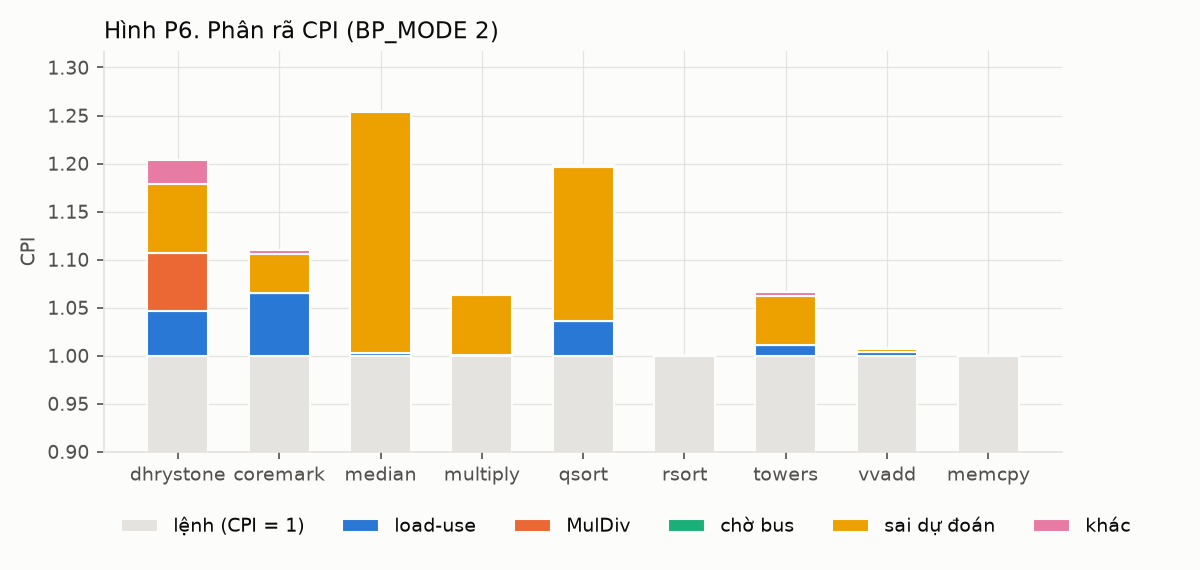 Hình P6. Phân rã CPI (BP_MODE 2)
CPI
1.30
1.25
1.20
1.15
1.10
1.05
1.00
0.95
0.90
dhrystone coremark median multiply qsort rsort towers vvadd memcpy
lệnh (CPI = 1) load-use MulDiv chờ bus sai dự đoán khác